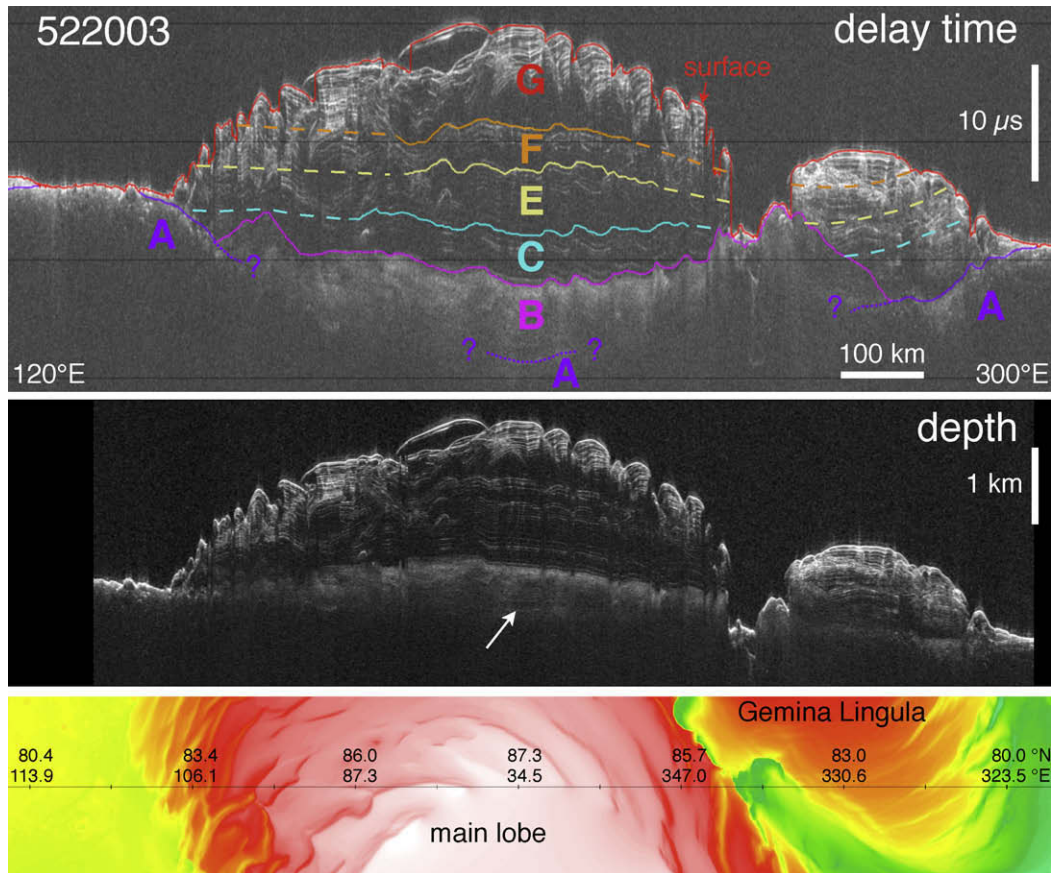 522003
delay time
surface
G
10 µs
F
E
A
?
C
B
?
A
? ?
A
120°E
100 km
300°E
depth
1 km
Gemina Lingula
80.4 83.4 86.0 87.3 85.7 83.0 80.0 °N
113.9 106.1 87.3 34.5 347.0 330.6 323.5 °E
main lobe